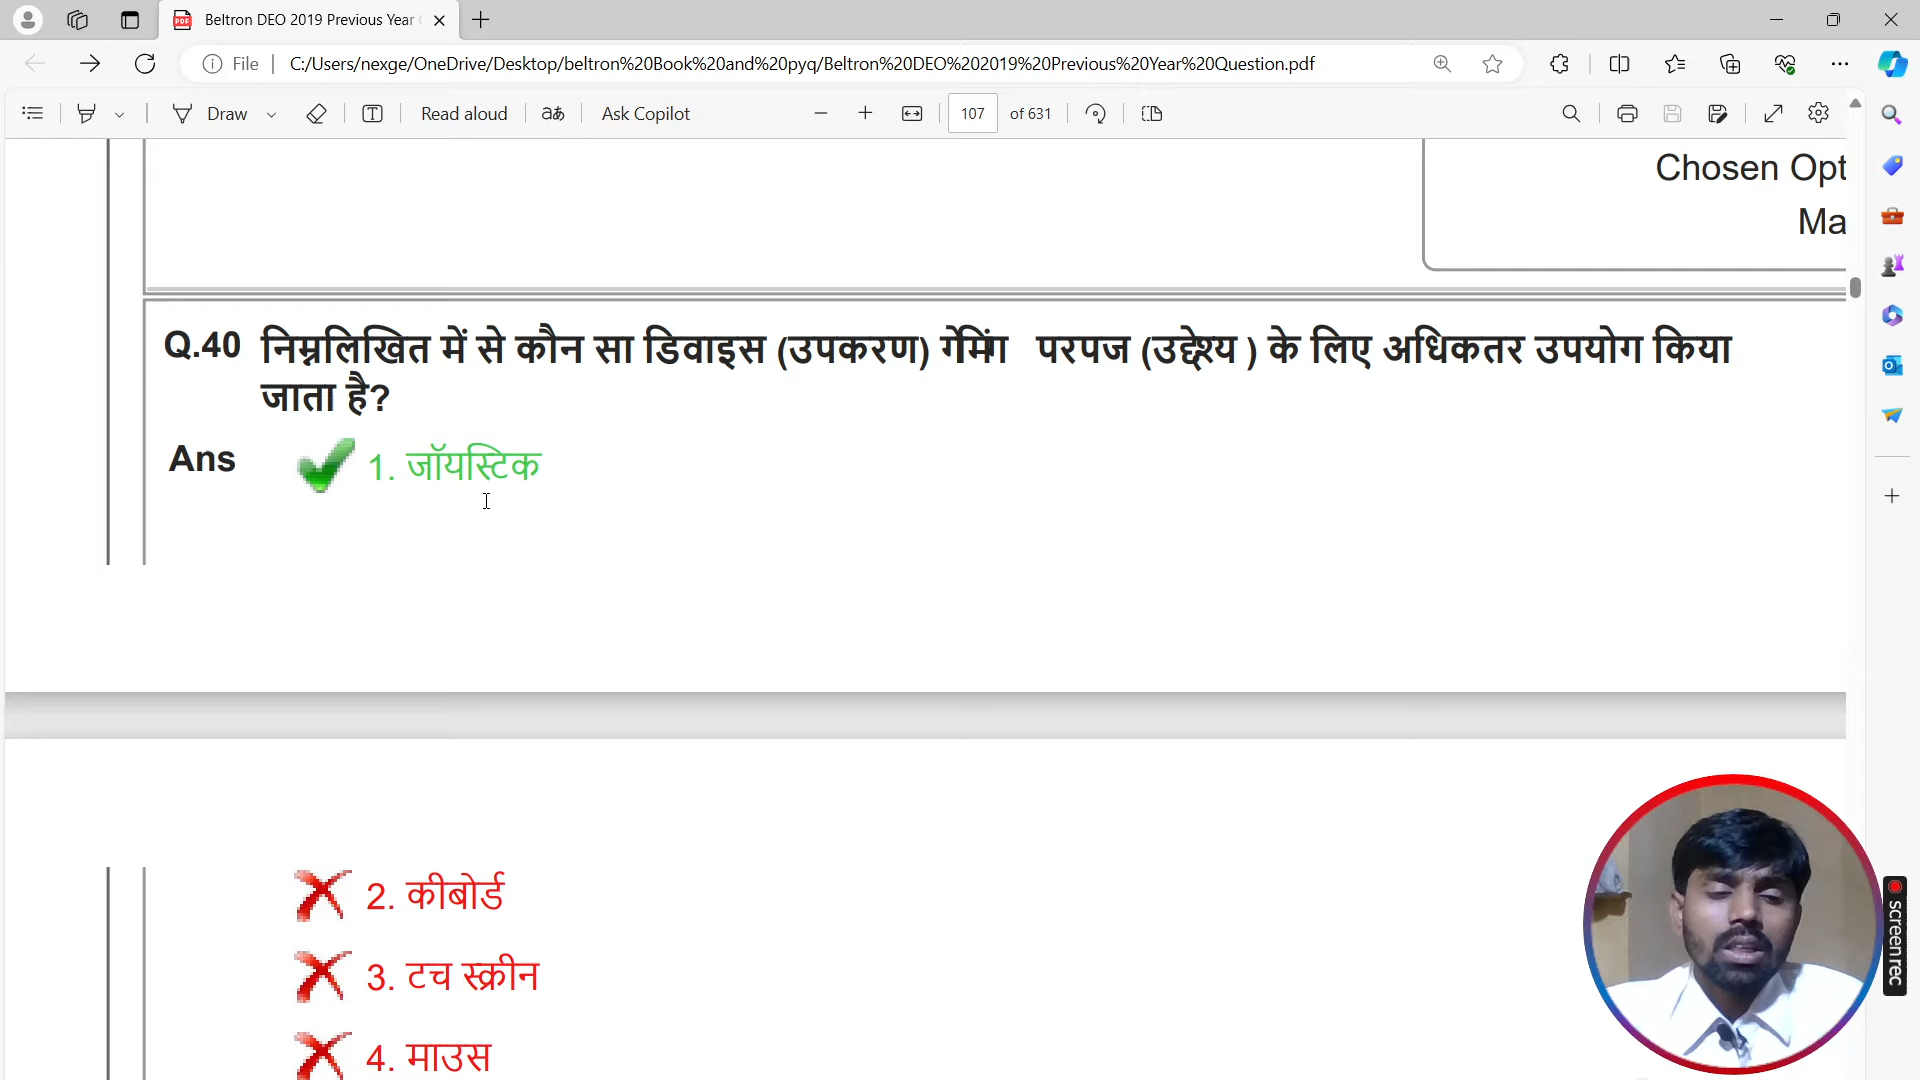 Beltron DEO 2019 Previous Year
File
C:/Users/nexge/OneDrive/Desktop/beltron%20Book%20and%20pyq/Beltron%20DEO%202019%20Previous%20Year%20Question.pdf
Draw
Read aloud
aあ
Ask Copilot
107
of 631
Chosen Opt
Ma
Q.40 निम्नलिखित में से कौन सा डिवाइस (उपकरण) गेमिंग परपज (उद्देश्य ) के लिए अधिकतर उपयोग किया
जाता है?
Ans
1. जॉयस्टिक
2. कीबोर्ड
3. टच स्क्रीन
4. माउस
screenrec